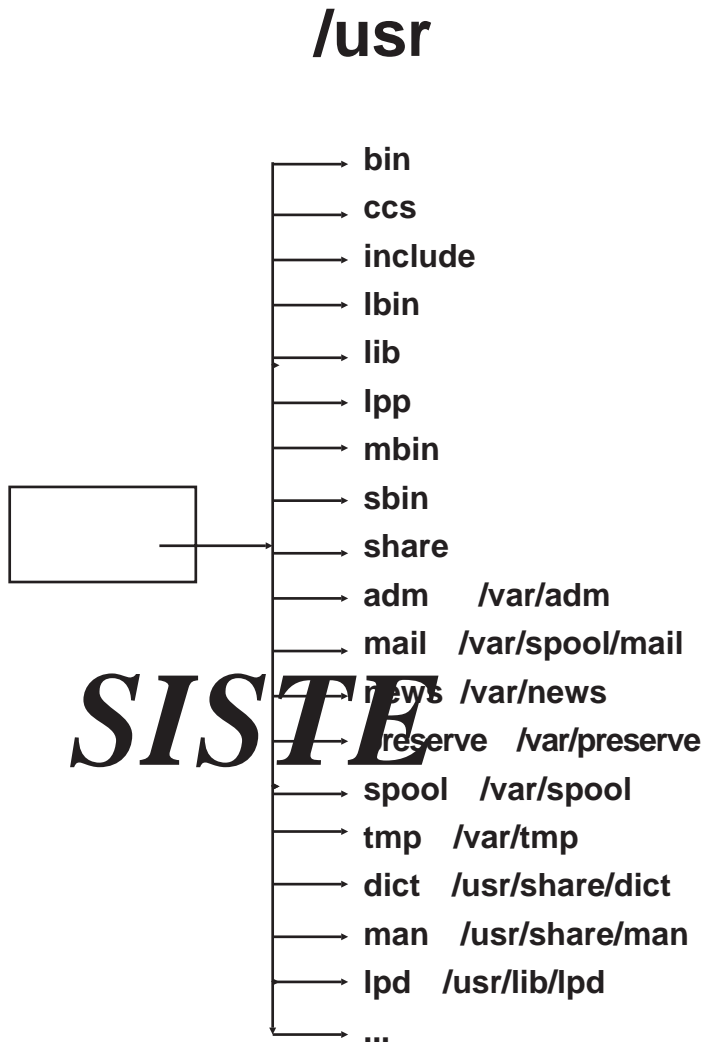 /usr
bin
ccs
include
lbin
lib
lpp
mbin
sbin
share
adm /var/adm
mail /var/spool/mail
news /var/news
preserve /var/preserve
spool /var/spool
tmp /var/tmp
dict /usr/share/dict
man /usr/share/man
lpd /usr/lib/lpd
...
SISTE